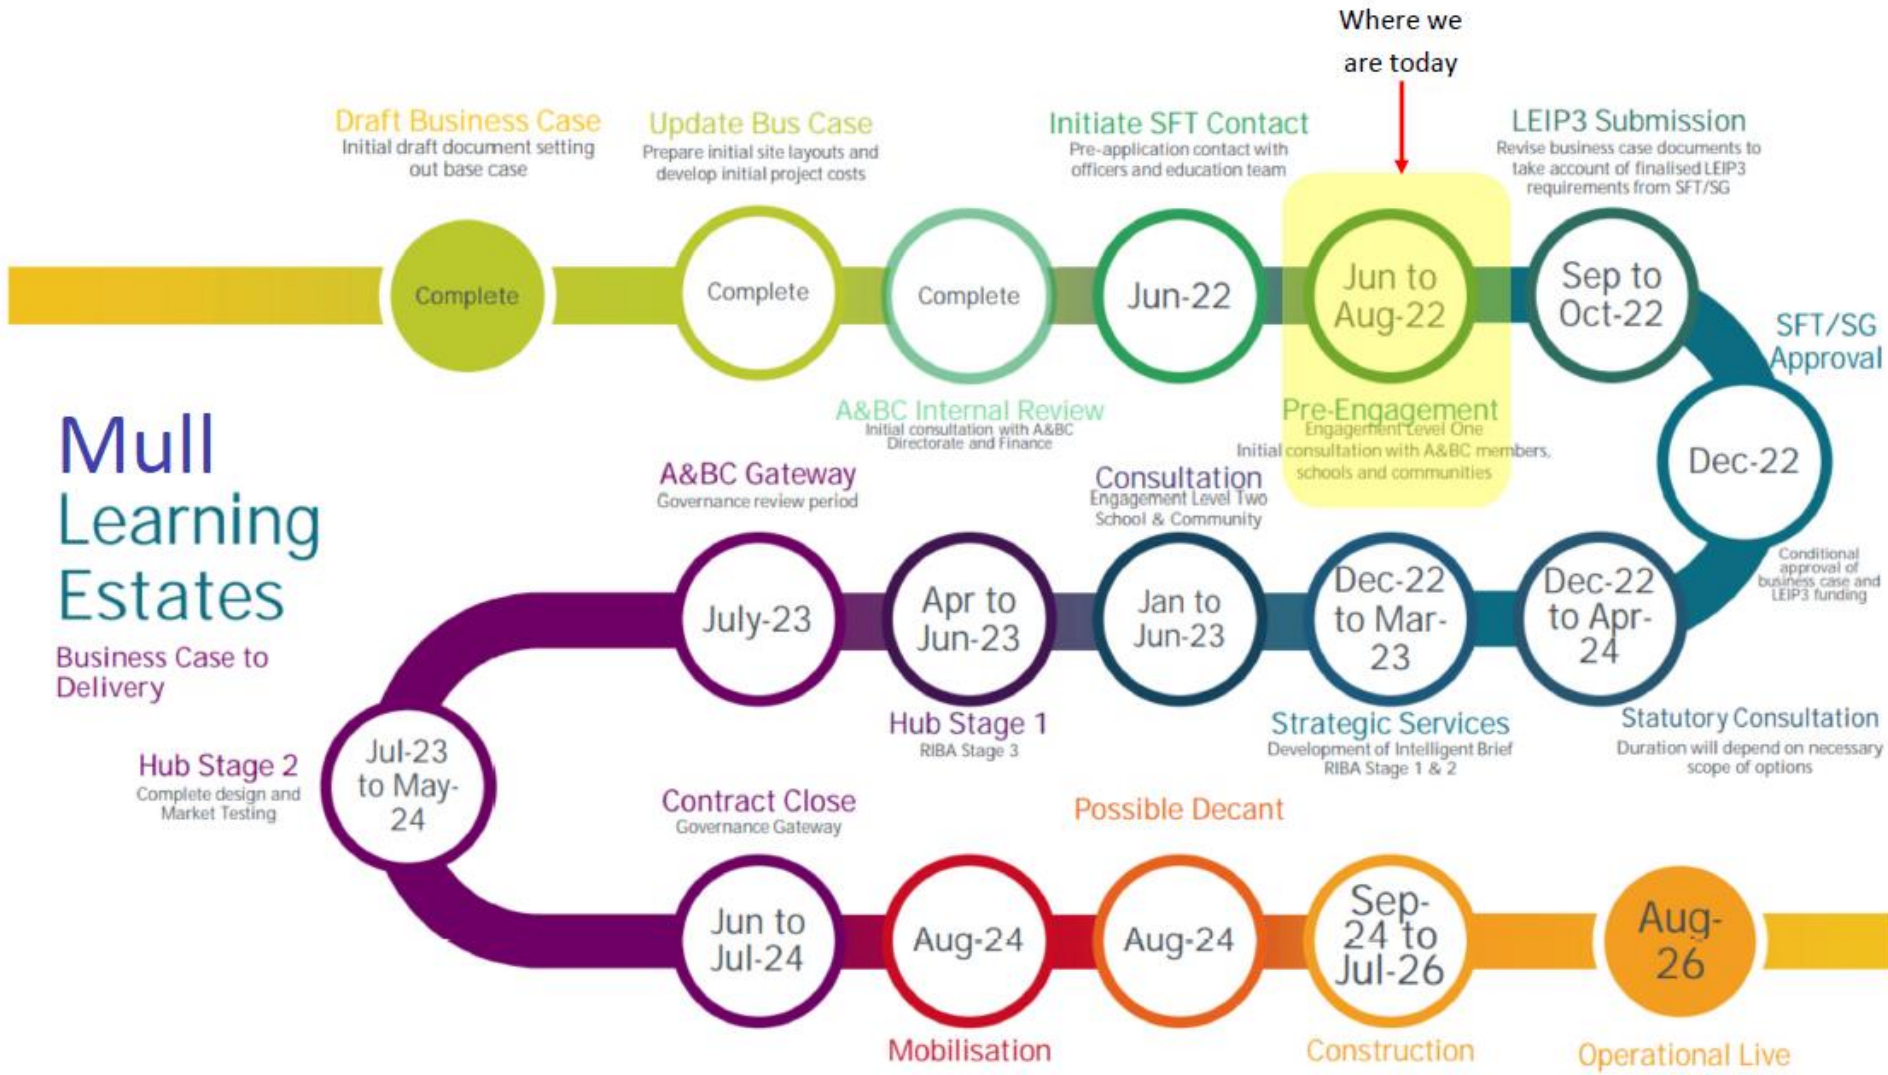 Where we
are today
Draft Business Case
Initial draft document setting
out base case
Update Bus Case
Prepare initial site layouts and
develop initial project costs
Initiate SFT Contact
Pre-application contact with
officers and education team
LEIP3 Submission
Revise business case documents to
take account of finalised LEIP3
requirements from SFT/SG
Complete
Complete
Complete
Jun-22
Jun to
Aug-22
Sep to
Oct-22
SFT/SG
Approval
A&BC Internal Review
Initial consultation with A&BC
Directorate and Finance
Pre-Engagement
Engagement Level One
Initial consultation with A&BC members,
schools and communities
Dec-22
Conditional
approval of
business case and
LEIP3 funding
Mull
Learning
Estates
Business Case to
Delivery
A&BC Gateway
Governance review period
Consultation
Engagement Level Two
School & Community
July-23
Apr to
Jun-23
Jan to
Jun-23
Dec-22
to Mar-
23
Dec-22
to Apr-
24
Hub Stage 1
RIBA Stage 3
Strategic Services
Development of Intelligent Brief
RIBA Stage 1 & 2
Statutory Consultation
Duration will depend on necessary
scope of options
Hub Stage 2
Complete design and
Market Testing
Jul-23
to May-
24
Contract Close
Governance Gateway
Possible Decant
Jun to
Jul-24
Aug-24
Aug-24
Sep-
24 to
Jul-26
Aug-
26
Mobilisation
Construction
Operational Live